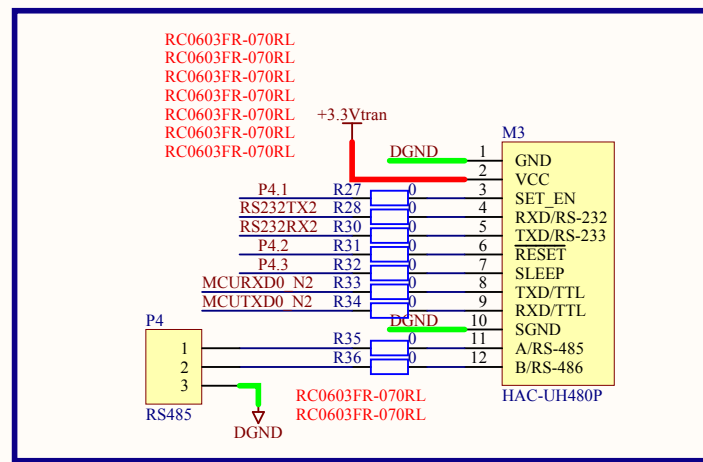 RC0603FR-070RL
RC0603FR-070RL
RC0603FR-070RL
RC0603FR-070RL
RC0603FR-070RL
RC0603FR-070RL
RC0603FR-070RL
+3.3Vtran
M3
DGND 1 GND
2 VCC
P4.1 R27 0 3 SET_EN
RS232TX2 R28 0 4 RXD/RS-232
RS232RX2 R30 0 5 TXD/RS-233
P4.2 R31 0 6 RESET
P4.3 R32 0 7 SLEEP
MCURXD0_N2 R33 0 8 TXD/TTL
MCUTXD0_N2 R34 0 9 RXD/TTL
P4 DGND 10 SGND
1 R35 0 11 A/RS-485
2 R36 0 12 B/RS-486
3
RC0603FR-070RL
HAC-UH480P
RS485
RC0603FR-070RL
DGND